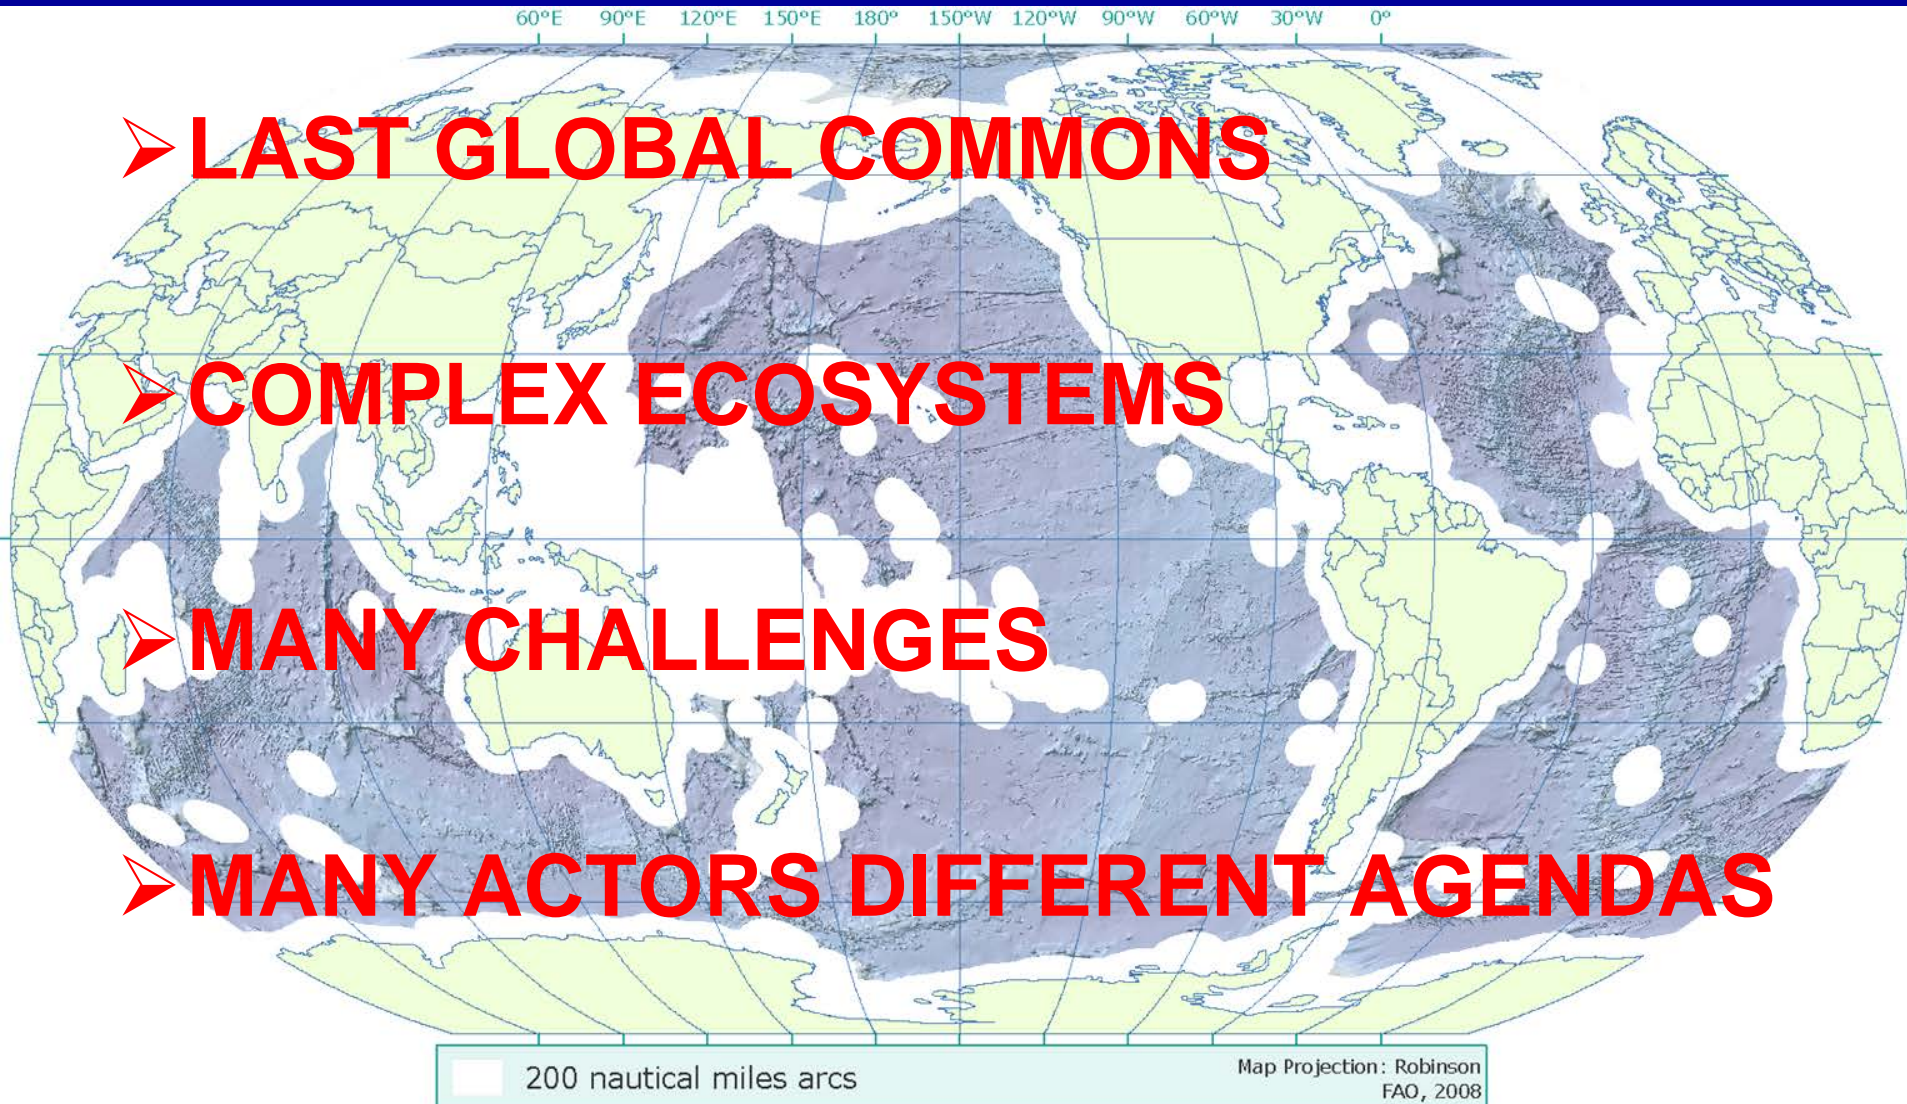 60°E 90°E 120°E 150°E 180° 150°W 120°W 90°W 60°W 30°W 0°
➢LAST GLOBAL COMMONS
➢COMPLEX ECOSYSTEMS
➢MANY CHALLENGES
➢MANY ACTORS DIFFERENT AGENDAS
200 nautical miles arcs
Map Projection: Robinson
FAO, 2008